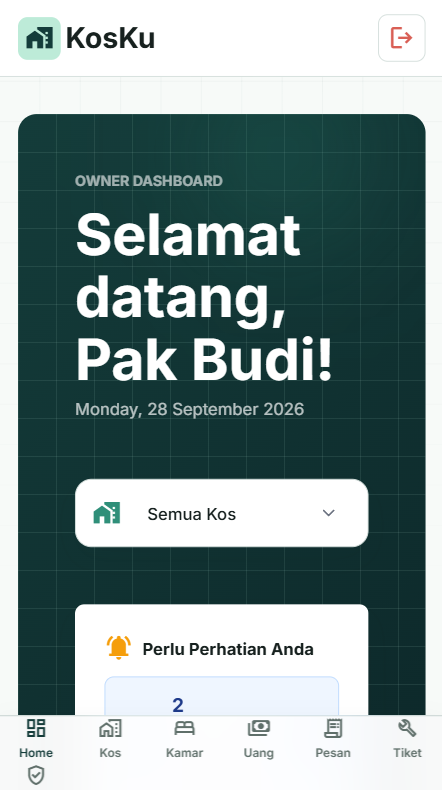 KosKu
OWNER DASHBOARD
Selamat
datang,
Pak Budi!
Monday, 28 September 2026
Semua Kos
Perlu Perhatian Anda
2
Home
Kos
Kamar
Uang
Pesan
Tiket